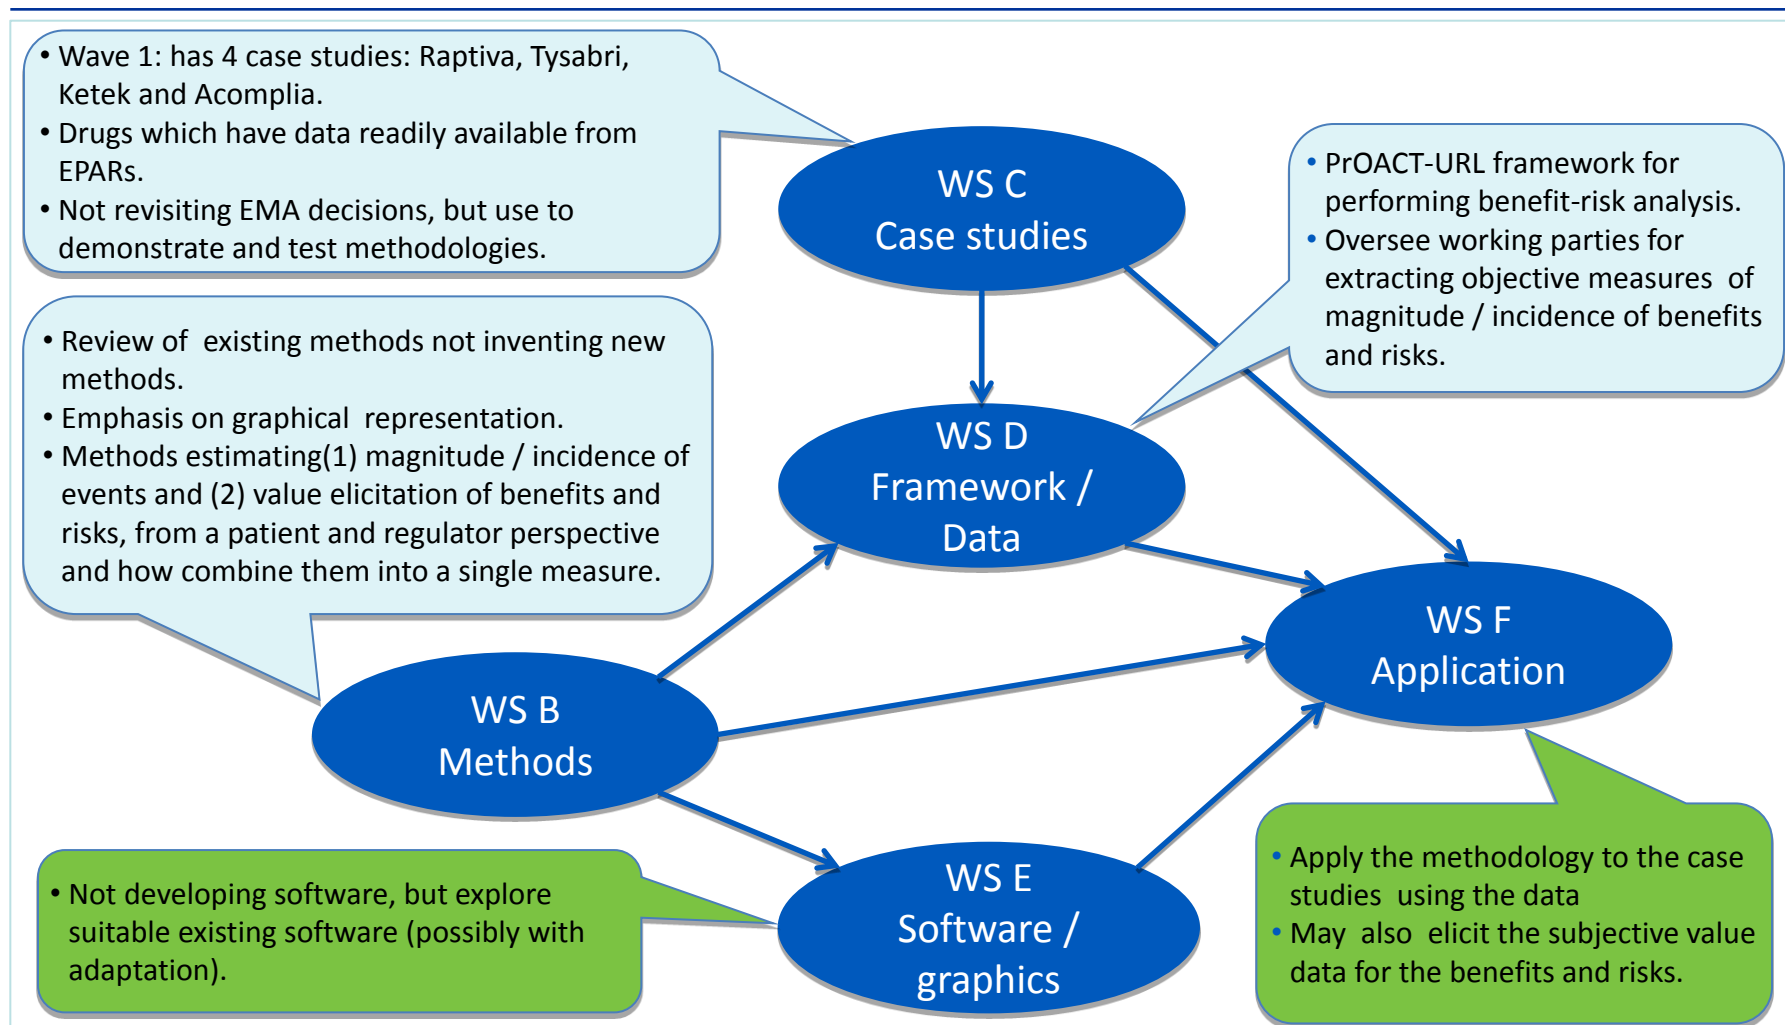 • Wave 1: has 4 case studies: Raptiva, Tysabri,
Ketek and Acomplia.
• Drugs which have data readily available from
EPARs.
• Not revisiting EMA decisions, but use to
demonstrate and test methodologies.
WS C
Case studies
• PrOACT-URL framework for
performing benefit-risk analysis.
• Oversee working parties for
extracting objective measures of
magnitude / incidence of benefits
and risks.
• Review of existing methods not inventing new
methods.
• Emphasis on graphical representation.
• Methods estimating(1) magnitude / incidence of
events and (2) value elicitation of benefits and
risks, from a patient and regulator perspective
and how combine them into a single measure.
WS D
Framework /
Data
WS F
Application
WS B
Methods
• Not developing software, but explore
suitable existing software (possibly with
adaptation).
WS E
Software /
graphics
• Apply the methodology to the case
studies using the data
• May also elicit the subjective value
data for the benefits and risks.